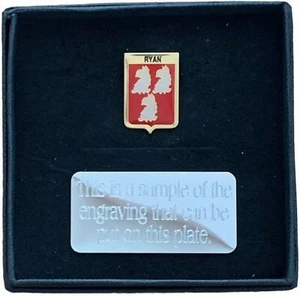 RYAN
This is a sample of the
engraving that can be
put on this plate.